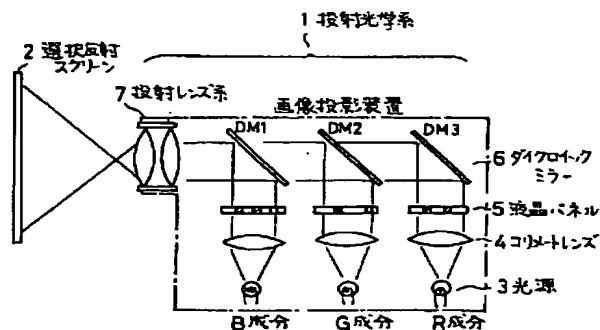 1 投射光学系
2 選択反射
スクリーン
7 投射レンズ系
画像投影装置
DM1 DM2 DM3
6 ダイクロイック
ミラー
5 液晶パネル
4 コリメートレンズ
3 光源
B成分 G成分 R成分